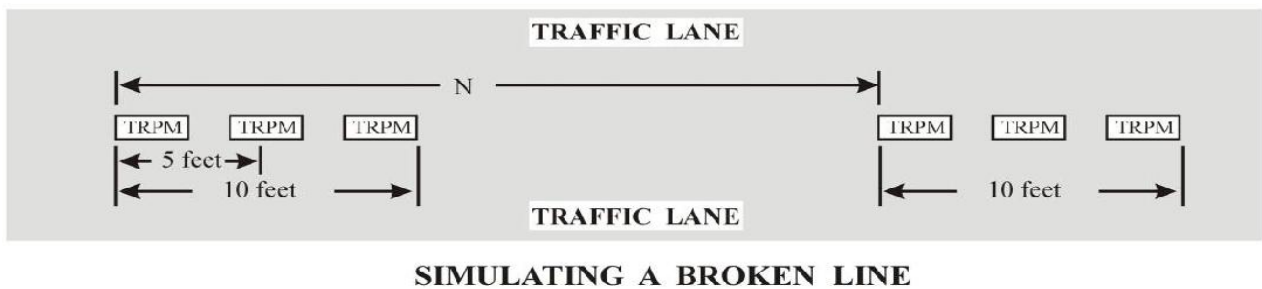 TRAFFIC LANE
N
TRPM TRPM TRPM TRPM TRPM TRPM
5 feet
10 feet 10 feet
TRAFFIC LANE
SIMULATING A BROKEN LINE